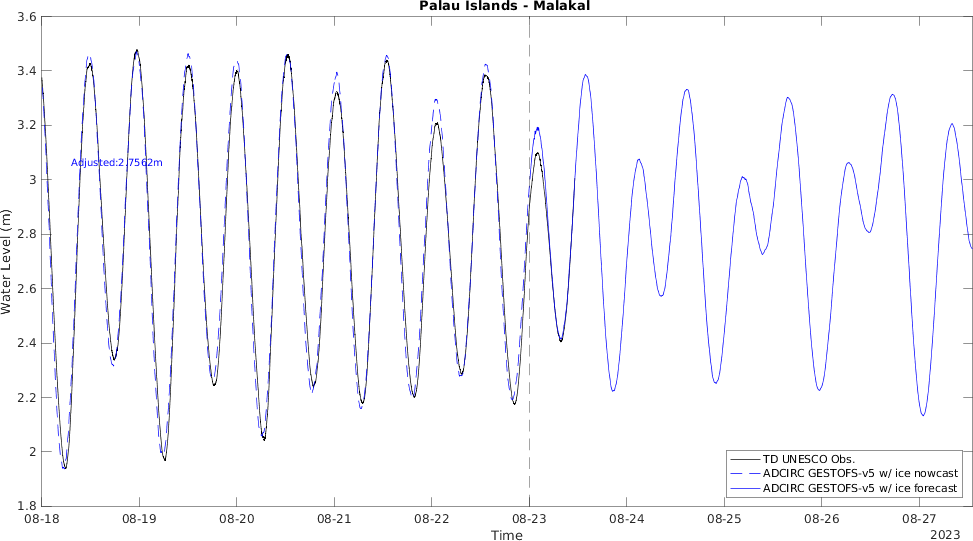 Palau Islands - Malakal
3.6
3.4
3.2
3
2.8
2.6
2.4
2.2
2
1.8
Water Level (m)
Adjusted:2.7562m
TD UNESCO Obs.
ADCIRC GESTOFS-v5 w/ ice nowcast
ADCIRC GESTOFS-v5 w/ ice forecast
08-18 08-19 08-20 08-21 08-22 08-23 08-24 08-25 08-26 08-27
Time
2023